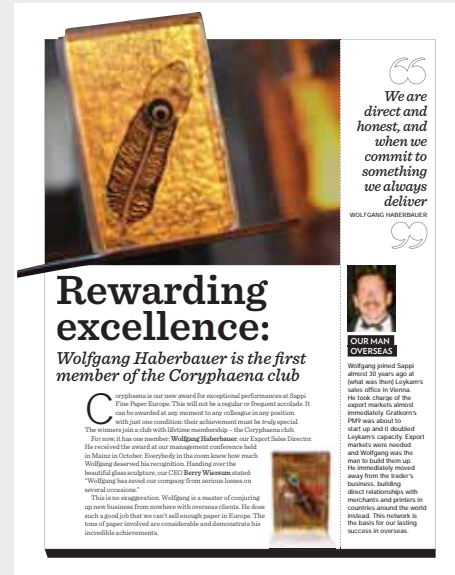 We are
direct and
honest, and
when we
commit to
something
we always
deliver
WOLFGANG HABERBAUER
Rewarding
excellence:
Wolfgang Haberbauer is the first
member of the Coryphaena club
Coryphaena is our new award for exceptional performances at Sappi
Fine Paper Europe. This will not be a regular or frequent accolade. It
can be awarded at any moment to any colleague in any position
with just one condition: their achievement must be truly special.
The winners join a club with lifetime membership – the Coryphaena club.
For now, it has one member: Wolfgang Haberbauer, our Export Sales Director.
He received the award at our management conference held
in Mainz in October. Everybody in the room knew how much
Wolfgang deserved his recognition. Handing over the
beautiful glass sculpture, our CEO Berry Wiersum stated
"Wolfgang has saved our company from serious losses on
several occasions."
This is no exaggeration. Wolfgang is a master of conjuring
up new business from nowhere with overseas clients. He does
such a good job that we can't sell enough paper in Europe. The
tons of paper involved are considerable and demonstrate his
incredible achievements.
OUR MAN
OVERSEAS
Wolfgang joined Sappi
almost 30 years ago at
(what was then) Leykam's
sales office in Vienna.
He took charge of the
export markets almost
immediately. Gratkorn's
PM9 was about to
start up and it doubled
Leykam's capacity. Export
markets were needed
and Wolfgang was the
man to build them up.
He immediately moved
away from the trader's
business, building
direct relationships with
merchants and printers in
countries around the world
instead. This network is
the basis for our lasting
success in overseas.